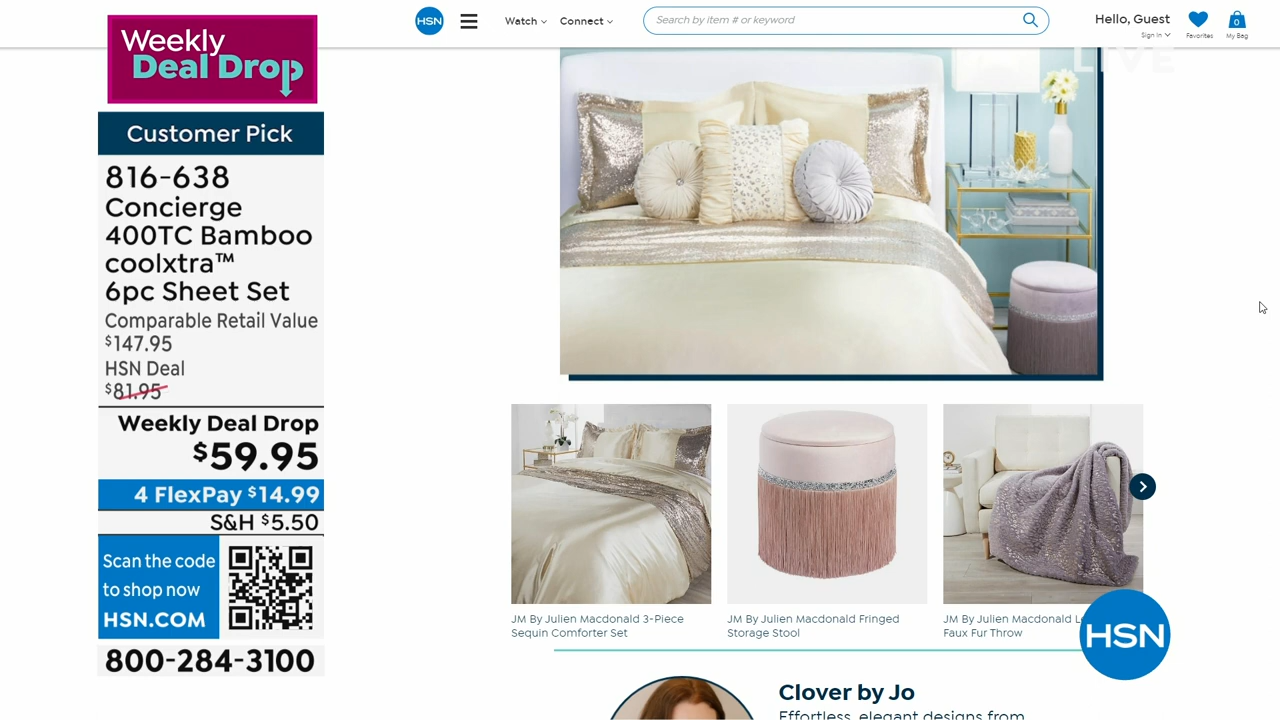 Weekly
Deal Drop
Customer Pick
816-638
Concierge
400TC Bamboo
coolxtra™
6pc Sheet Set
Comparable Retail Value
$147.95
HSN Deal
$81.95
Weekly Deal Drop
$59.95
4 FlexPay $14.99
S&H $5.50
Scan the code
to shop now
HSN.COM
800-284-3100
HSN
Watch
Connect
Search by item # or keyword
Hello, Guest
Sign in
Favorites
0
My Bag
LIVE
JM By Julien Macdonald 3-Piece
Sequin Comforter Set
JM By Julien Macdonald Fringed
Storage Stool
JM By Julien Macdonald
Faux Fur Throw
HSN
Clover by Jo
Effortless, elegant designs from